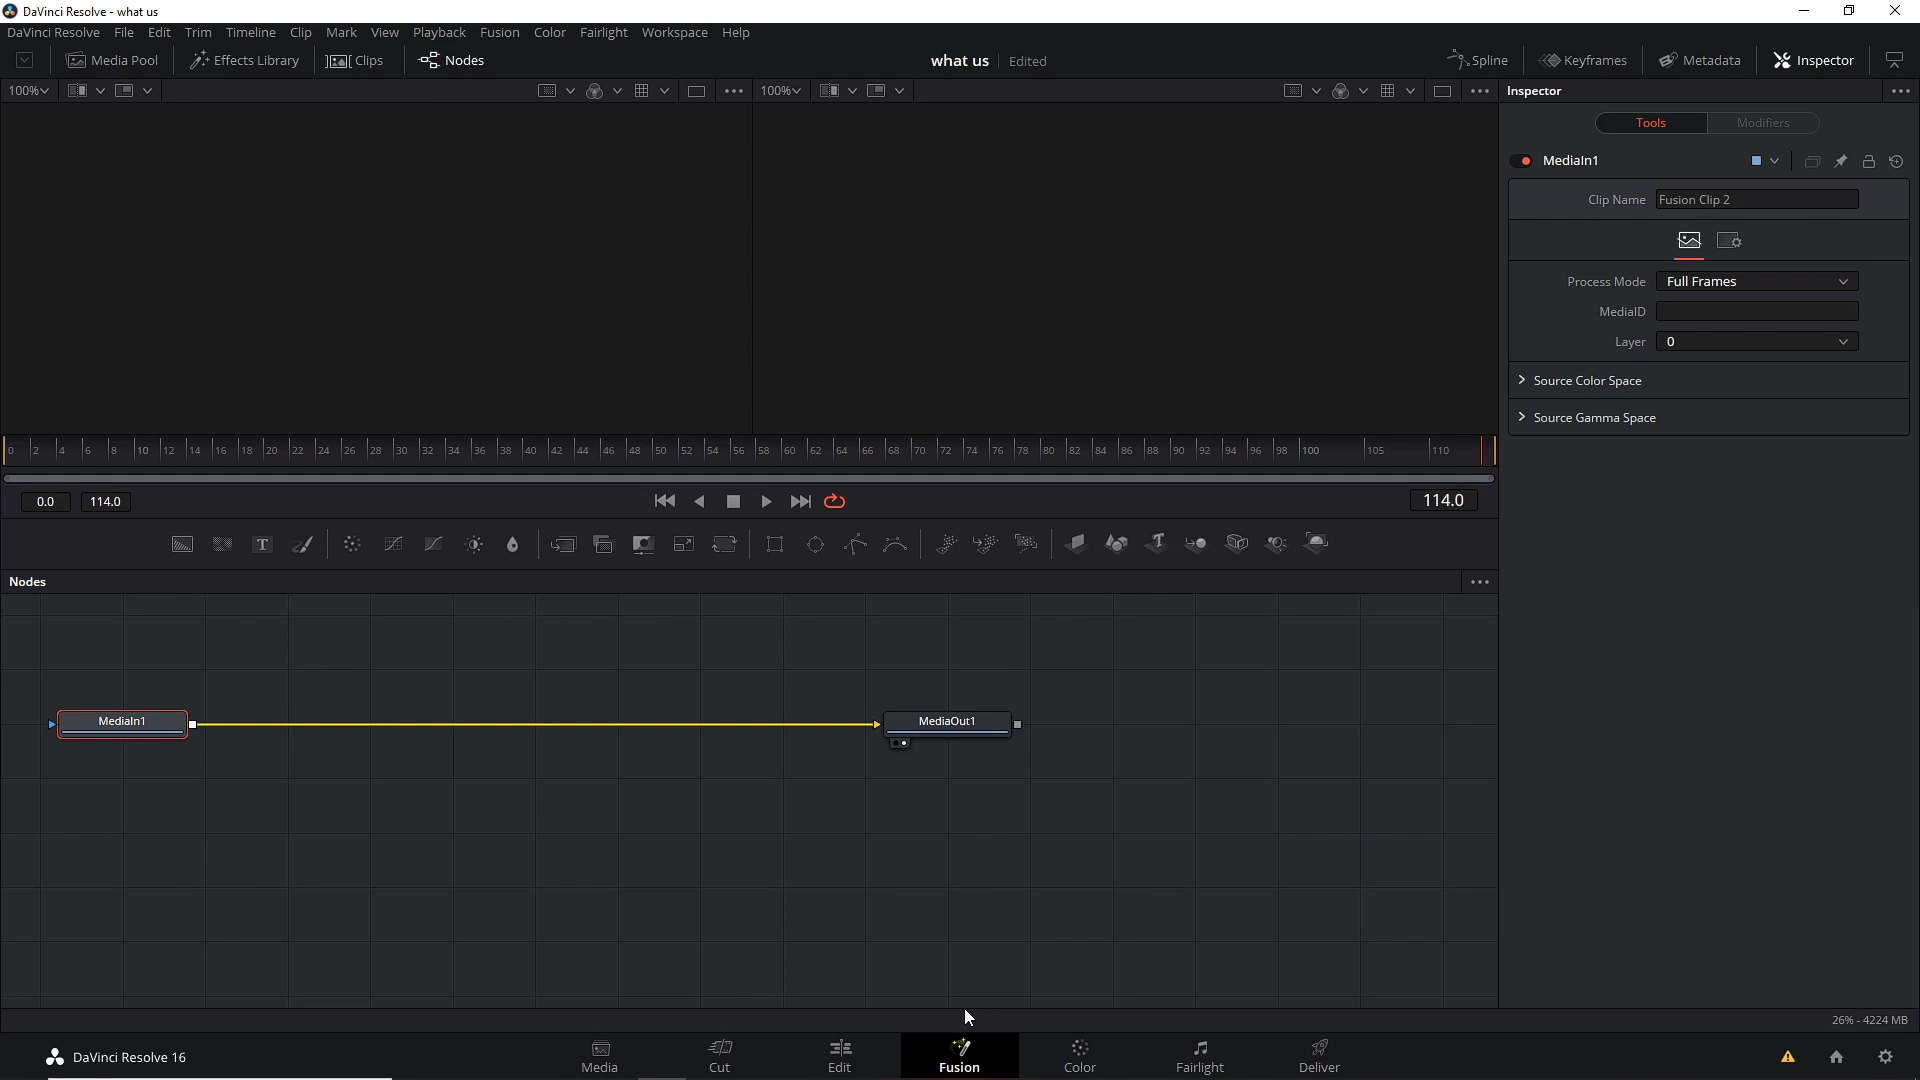 DaVinci Resolve - what us
DaVinci Resolve File Edit Trim Timeline Clip Mark View Playback Fusion Color Fairlight Workspace Help
Media Pool Effects Library Clips Nodes what us Edited Spline Keyframes Metadata Inspector
100% 100% Inspector
Tools Modifiers
MediaIn1
Clip Name Fusion Clip 2
Process Mode Full Frames
MediaID
Layer 0
Source Color Space
Source Gamma Space
0 2 4 6 8 10 12 14 16 18 20 22 24 26 28 30 32 34 36 38 40 42 44 46 48 50 52 54 56 58 60 62 64 66 68 70 72 74 76 78 80 82 84 86 88 90 92 94 96 98 100 105 110
0.0 114.0 114.0
T T
Nodes
MediaIn1 MediaOut1
26% - 4224 MB
DaVinci Resolve 16 Media Cut Edit Fusion Color Fairlight Deliver